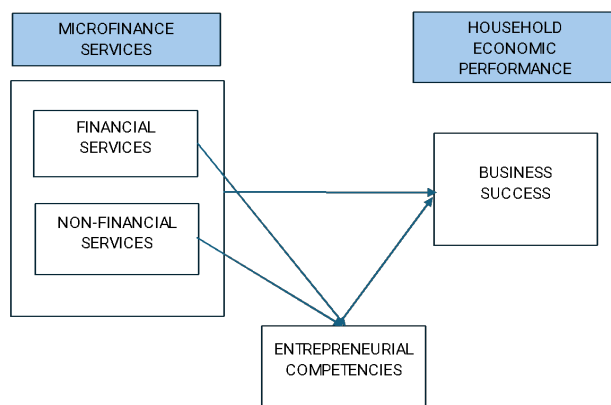 MICROFINANCE
SERVICES
HOUSEHOLD
ECONOMIC
PERFORMANCE
FINANCIAL
SERVICES
NON-FINANCIAL
SERVICES
BUSINESS
SUCCESS
ENTREPRENEURIAL
COMPETENCIES